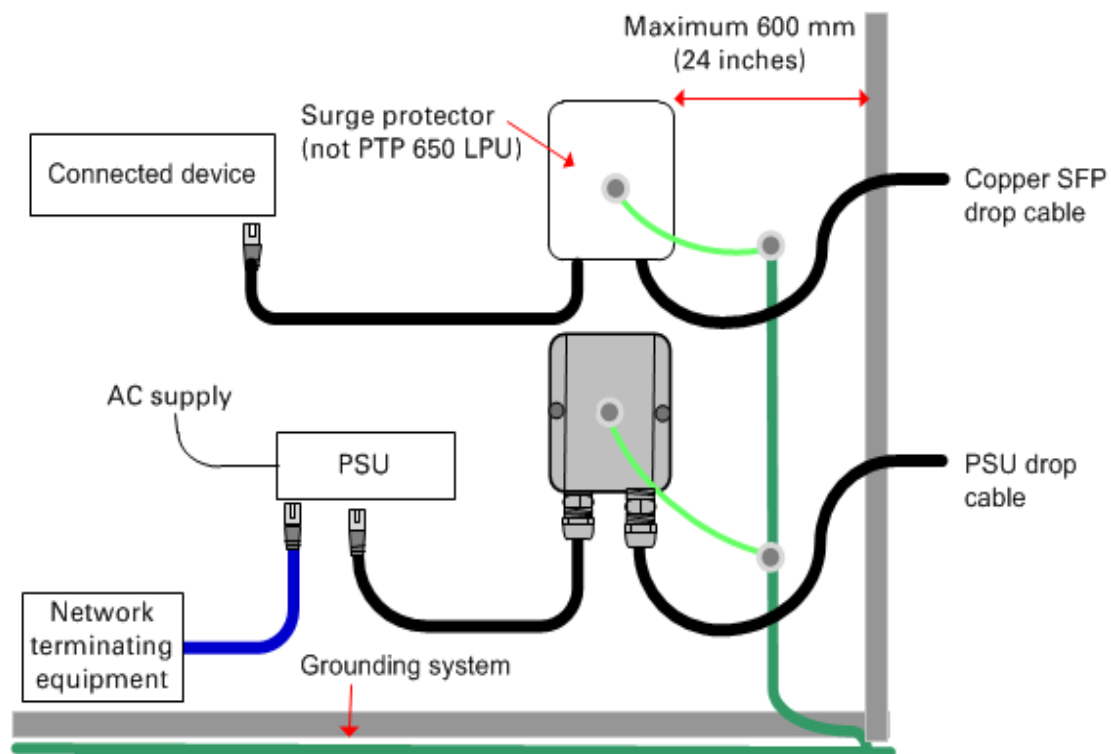 Maximum 600 mm
(24 inches)
Surge protector
(not PTP 650 LPU)
Connected device
Copper SFP
drop cable
AC supply
PSU
PSU drop
cable
Network
terminating
equipment
Grounding system